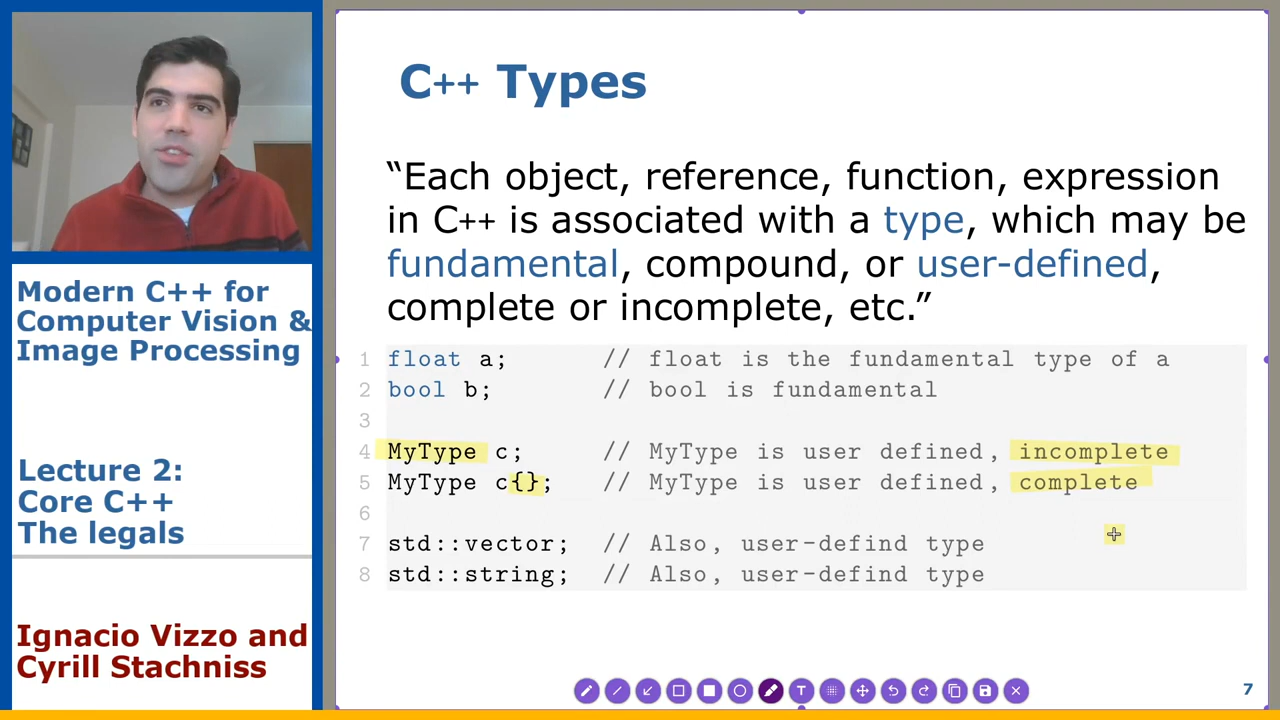 Modern C++ for
Computer Vision &
Image Processing
Lecture 2:
Core C++
The legals
Ignacio Vizzo and
Cyrill Stachniss
C++ Types
“Each object, reference, function, expression
in C++ is associated with a type, which may be
fundamental, compound, or user-defined,
complete or incomplete, etc.”
1 float a; // float is the fundamental type of a
2 bool b; // bool is fundamental
3
4 MyType c; // MyType is user defined, incomplete
5 MyType c{}; // MyType is user defined, complete
6
7 std::vector; // Also, user-defind type
8 std::string; // Also, user-defind type
T
7